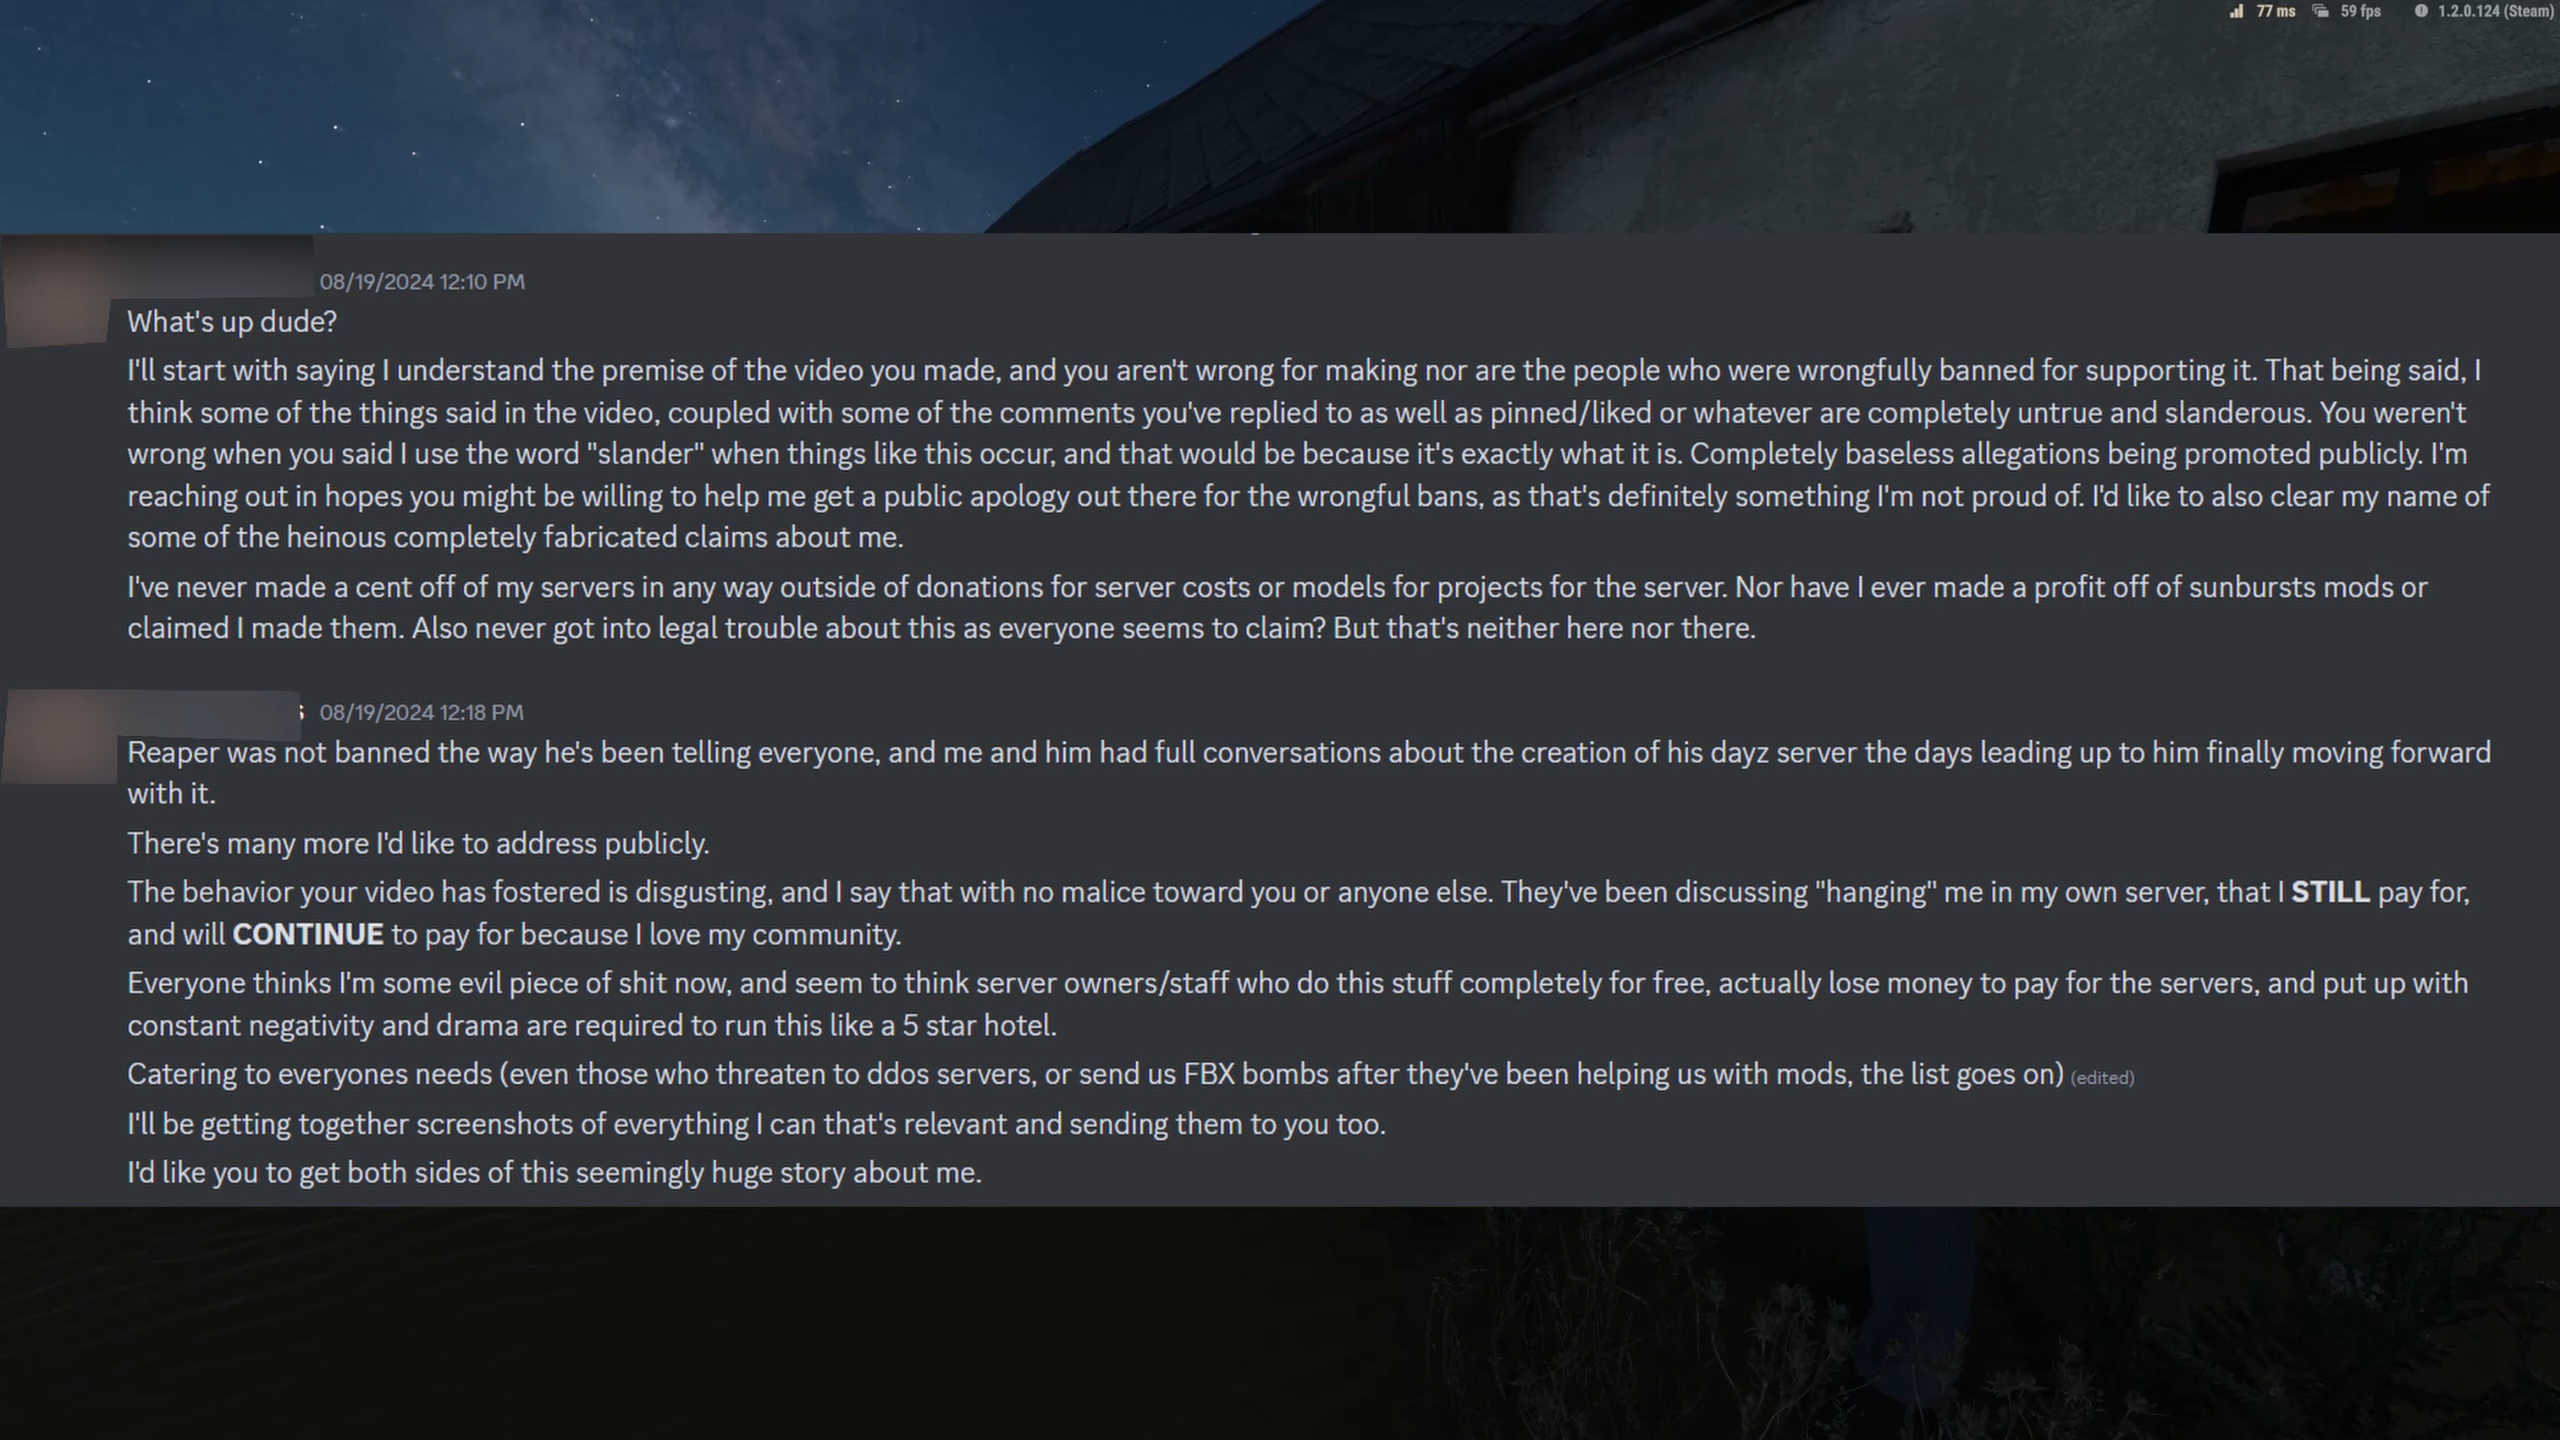 77 ms 59 fps 1.2.0.124 (Steam)
08/19/2024 12:10 PM
What's up dude?
I'll start with saying I understand the premise of the video you made, and you aren't wrong for making nor are the people who were wrongfully banned for supporting it. That being said, I
think some of the things said in the video, coupled with some of the comments you've replied to as well as pinned/liked or whatever are completely untrue and slanderous. You weren't
wrong when you said I use the word "slander" when things like this occur, and that would be because it's exactly what it is. Completely baseless allegations being promoted publicly. I'm
reaching out in hopes you might be willing to help me get a public apology out there for the wrongful bans, as that's definitely something I'm not proud of. I'd like to also clear my name of
some of the heinous completely fabricated claims about me.
I've never made a cent off of my servers in any way outside of donations for server costs or models for projects for the server. Nor have I ever made a profit off of sunbursts mods or
claimed I made them. Also never got into legal trouble about this as everyone seems to claim? But that's neither here nor there.
08/19/2024 12:18 PM
Reaper was not banned the way he's been telling everyone, and me and him had full conversations about the creation of his dayz server the days leading up to him finally moving forward
with it.
There's many more I'd like to address publicly.
The behavior your video has fostered is disgusting, and I say that with no malice toward you or anyone else. They've been discussing "hanging" me in my own server, that I STILL pay for,
and will CONTINUE to pay for because I love my community.
Everyone thinks I'm some evil piece of shit now, and seem to think server owners/staff who do this stuff completely for free, actually lose money to pay for the servers, and put up with
constant negativity and drama are required to run this like a 5 star hotel.
Catering to everyones needs (even those who threaten to ddos servers, or send us FBX bombs after they've been helping us with mods, the list goes on) (edited)
I'll be getting together screenshots of everything I can that's relevant and sending them to you too.
I'd like you to get both sides of this seemingly huge story about me.